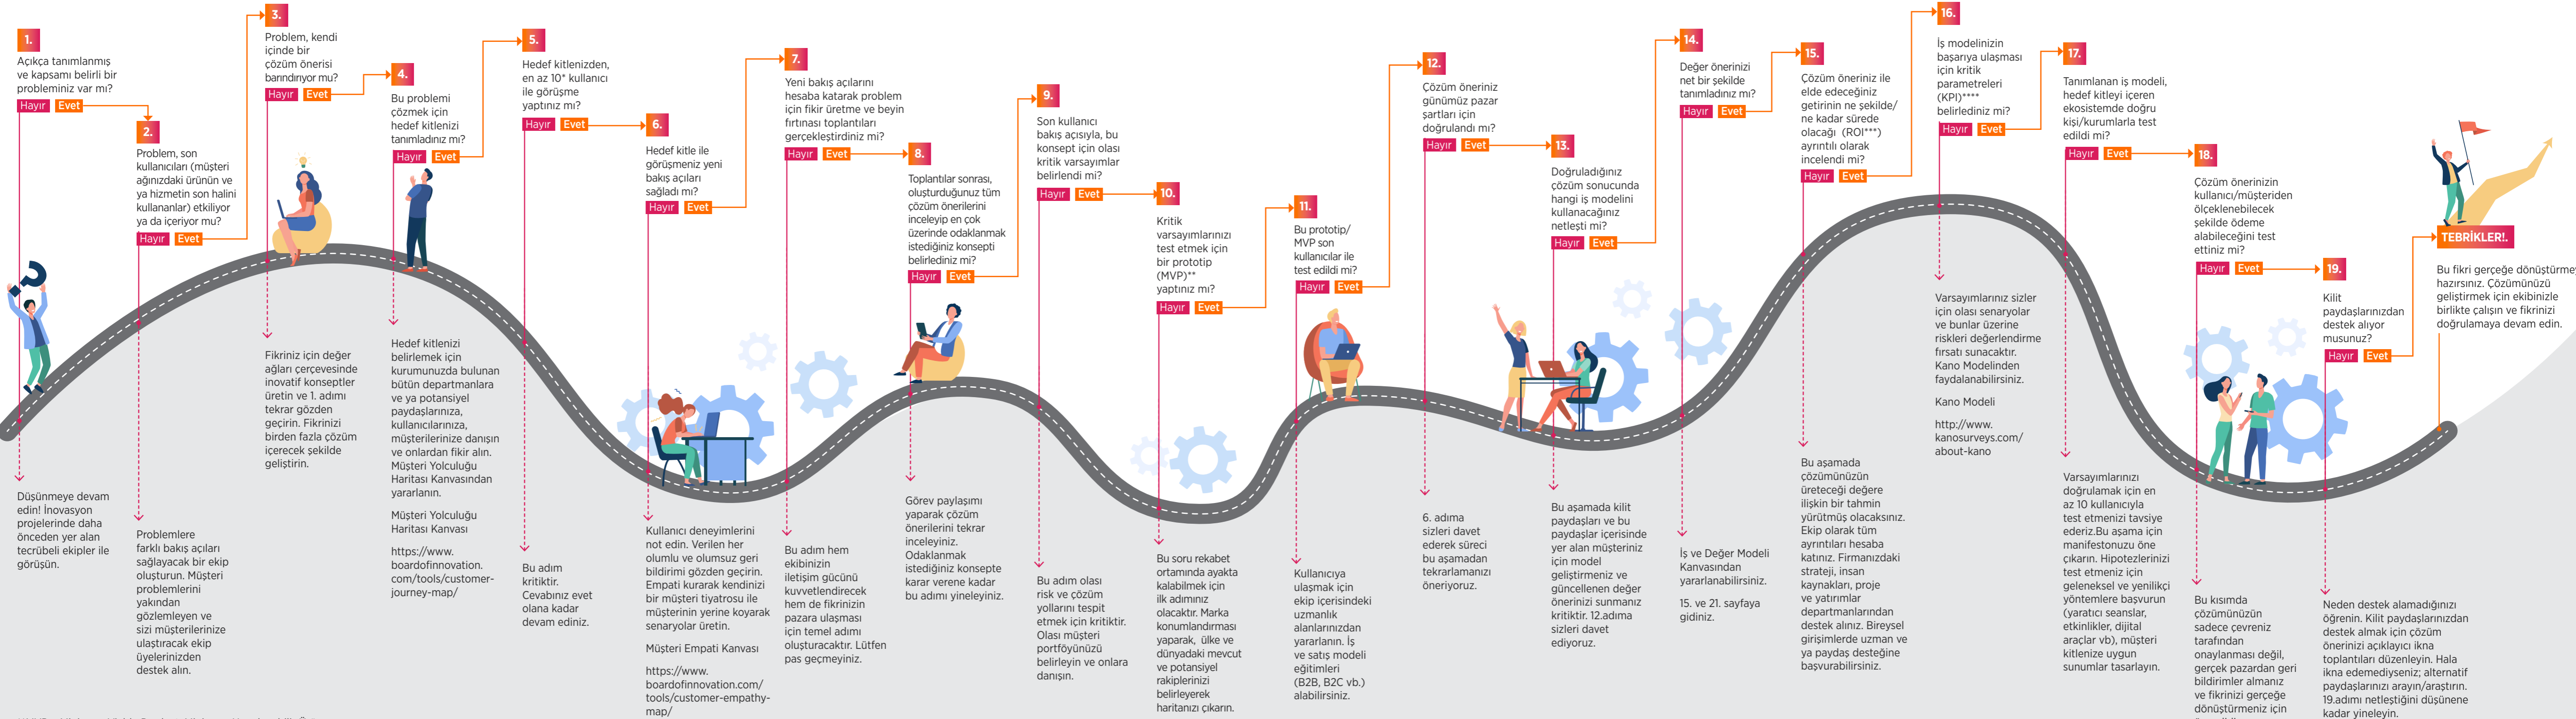 1.
Açıkça tanımlanmış
ve kapsamı belirli bir
probleminiz var mı?
Hayır Evet
Düşünmeye devam
edin! İnovasyon
projelerinde daha
önceden yer alan
tecrübeli ekipler ile
görüşün.
2.
Problem, son
kullanıcıları (müşteri
ağınızdaki ürünün ve
ya hizmetin son halini
kullananlar) etkiliyor
ya da içeriyor mu?
Hayır Evet
Problemlere
farklı bakış açıları
sağlayacak bir ekip
oluşturun. Müşteri
problemlerini
yakından
gözlemleyen ve
sizi müşterilerinize
ulaştıracak ekip
üyelerinizden
destek alın.
3.
Problem, kendi
içinde bir
çözüm önerisi
barındırıyor mu?
Hayır Evet
Fikriniz için değer
ağları çerçevesinde
inovatif konseptler
üretin ve 1. adımı
tekrar gözden
geçirin. Fikrinizi
birden fazla çözüm
içerecek şekilde
geliştirin.
4.
Bu problemi
çözmek için
hedef kitlenizi
tanımladınız mı?
Hayır Evet
Hedef kitlenizi
belirlemek için
kurumunuzda bulunan
bütün departmanlara
ve ya potansiyel
paydaşlarınıza,
kullanıcılarınıza,
müşterilerinize danışın
ve onlardan fikir alın.
Müşteri Yolculuğu
Haritası Kanvasından
yararlanın.
Müşteri Yolculuğu
Haritası Kanvası
https://www.
boardofinnovation.
com/tools/customer-
journey-map/
5.
Hedef kitlenizden,
en az 10* kullanıcı
ile görüşme
yaptınız mı?
Hayır Evet
Bu adım
kritiktir.
Cevabınız evet
olana kadar
devam ediniz.
6.
Hedef kitle ile
görüşmeniz yeni
bakış açıları
sağladı mı?
Hayır Evet
Kullanıcı deneyimlerini
not edin. Verilen her
olumlu ve olumsuz geri
bildirimi gözden geçirin.
Empati kurarak kendinizi
bir müşteri tiyatrosu ile
müşterinin yerine koyarak
senaryolar üretin.
Müşteri Empati Kanvası
https://www.
boardofinnovation.com/
tools/customer-empathy-
map/
7.
Yeni bakış açılarını
hesaba katarak problem
için fikir üretme ve beyin
fırtınası toplantıları
gerçekleştirdiniz mi?
Hayır Evet
Bu adım hem
ekibinizin
iletişim gücünü
kuvvetlendirecek
hem de fikrinizin
pazara ulaşması
için temel adımı
oluşturacaktır. Lütfen
pas geçmeyiniz.
8.
Toplantılar sonrası,
oluşturduğunuz tüm
çözüm önerilerini
inceleyip en çok
üzerinde odaklanmak
istediğiniz konsepti
belirlediniz mi?
Hayır Evet
Görev paylaşımı
yaparak çözüm
önerilerini tekrar
inceleyiniz.
Odaklanmak
istediğiniz konsepte
karar verene kadar
bu adımı yineleyiniz.
9.
Son kullanıcı
bakış açısıyla, bu
konsept için olası
kritik varsayımlar
belirlendi mi?
Hayır Evet
Bu adım olası
risk ve çözüm
yollarını tespit
etmek için kritiktir.
Olası müşteri
portföyünüzü
belirleyin ve onlara
danışın.
10.
Kritik
varsayımlarınızı
test etmek için
bir prototip
(MVP)**
yaptınız mı?
Hayır Evet
Bu soru rekabet
ortamında ayakta
kalabilmek için
ilk adımınız
olacaktır. Marka
konumlandırması
yaparak, ülke ve
dünyadaki mevcut
ve potansiyel
rakiplerinizi
belirleyerek
haritanızı çıkarın.
11.
Bu prototip/
MVP son
kullanıcılar ile
test edildi mi?
Hayır Evet
Kullanıcıya
ulaşmak için
ekip içerisindeki
uzmanlık
alanlarınızdan
yararlanın. İş
ve satış modeli
eğitimleri
(B2B, B2C vb.)
alabilirsiniz.
12.
Çözüm öneriniz
günümüz pazar
şartları için
doğrulandı mı?
Hayır Evet
6. adıma
sizleri davet
ederek süreci
bu aşamadan
tekrarlamanızı
öneriyoruz.
13.
Doğruladığınız
çözüm sonucunda
hangi iş modelini
kullanacağınız
netleşti mi?
Hayır Evet
Bu aşamada kilit
paydaşları ve bu
paydaşlar içerisinde
yer alan müşteriniz
için model
geliştirmeniz ve
güncellenen değer
önerinizi sunmanız
kritiktir. 12.adıma
sizleri davet
ediyoruz.
14.
Değer önerinizi
net bir şekilde
tanımladınız mı?
Hayır Evet
İş ve Değer Modeli
Kanvasından
yararlanabilirsiniz.
15. ve 21. sayfaya
gidiniz.
15.
Çözüm öneriniz ile
elde edeceğiniz
getirinin ne şekilde/
ne kadar sürede
olacağı (ROI***)
ayrıntılı olarak
incelendi mi?
Hayır Evet
Bu aşamada
çözümünüzün
üreteceği değere
ilişkin bir tahmin
yürütmüş olacaksınız.
Ekip olarak tüm
ayrıntıları hesaba
katınız. Firmanızdaki
strateji, insan
kaynakları, proje
ve yatırımlar
departmanlarından
destek alınız. Bireysel
girişimlerde uzman ve
ya paydaş desteğine
başvurabilirsiniz.
16.
İş modelinizin
başarıya ulaşması
için kritik
parametreleri
(KPI)****
belirlediniz mi?
Hayır Evet
Varsayımlarınız sizler
için olası senaryolar
ve bunlar üzerine
riskleri değerlendirme
fırsatı sunacaktır.
Kano Modelinden
faydalanabilirsiniz.
Kano Modeli
http://www.
kanosurveys.com/
about-kano
17.
Tanımlanan iş modeli,
hedef kitleyi içeren
ekosistemde doğru
kişi/kurumlarla test
edildi mi?
Hayır Evet
Varsayımlarınızı
doğrulamak için en
az 10 kullanıcıyla
test etmenizi tavsiye
ederiz.Bu aşama için
manifestonuzu öne
çıkarın. Hipotezlerinizi
test etmeniz için
geleneksel ve yenilikçi
yöntemlere başvurun
(yaratıcı seanslar,
etkinlikler, dijital
araçlar vb), müşteri
kitlenize uygun
sunumlar tasarlayın.
18.
Çözüm önerinizin
kullanıcı/müşteriden
ölçeklenebilecek
şekilde ödeme
alabileceğini test
ettiniz mi?
Hayır Evet
Bu kısımda
çözümünüzün
sadece çevreniz
tarafından
onaylanması değil,
gerçek pazardan geri
bildirimler almanız
ve fikrinizi gerçeğe
dönüştürmeniz için
19.
Kilit
paydaşlarınızdan
destek alıyor
musunuz?
Hayır Evet
Neden destek alamadığınızı
öğrenin. Kilit paydaşlarınızdan
destek almak için çözüm
önerinizi açıklayıcı ikna
toplantıları düzenleyin. Hala
ikna edemediyseniz; alternatif
paydaşlarınızı arayın/araştırın.
19.adımı netleştiğini düşünene
kadar yineleyin.
TEBRİKLER!.
Bu fikri gerçeğe dönüştürme
hazırsınız. Çözümünüzü
geliştirmek için ekibinizle
birlikte çalışın ve fikrinizi
doğrulamaya devam edin.